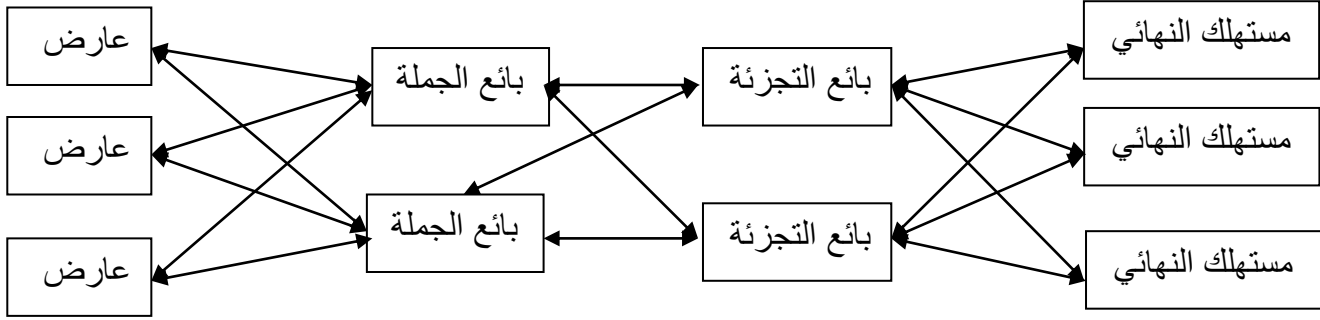 عارض
عارض
عارض
بائع الجملة
بائع الجملة
بائع التجزئة
بائع التجزئة
مستهلك النهائي
مستهلك النهائي
مستهلك النهائي